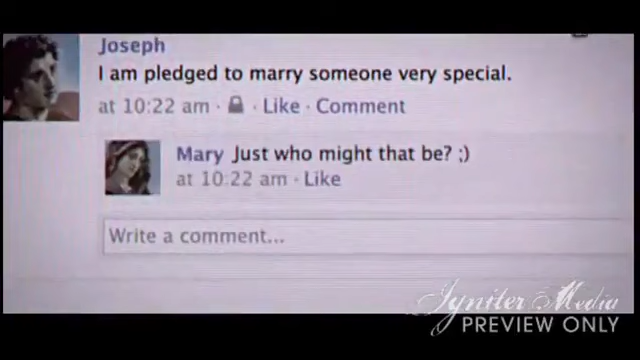 Joseph
I am pledged to marry someone very special.
at 10:22 am · Like · Comment
Mary Just who might that be? ;)
at 10:22 am · Like
Write a comment...
Igniter Media
PREVIEW ONLY